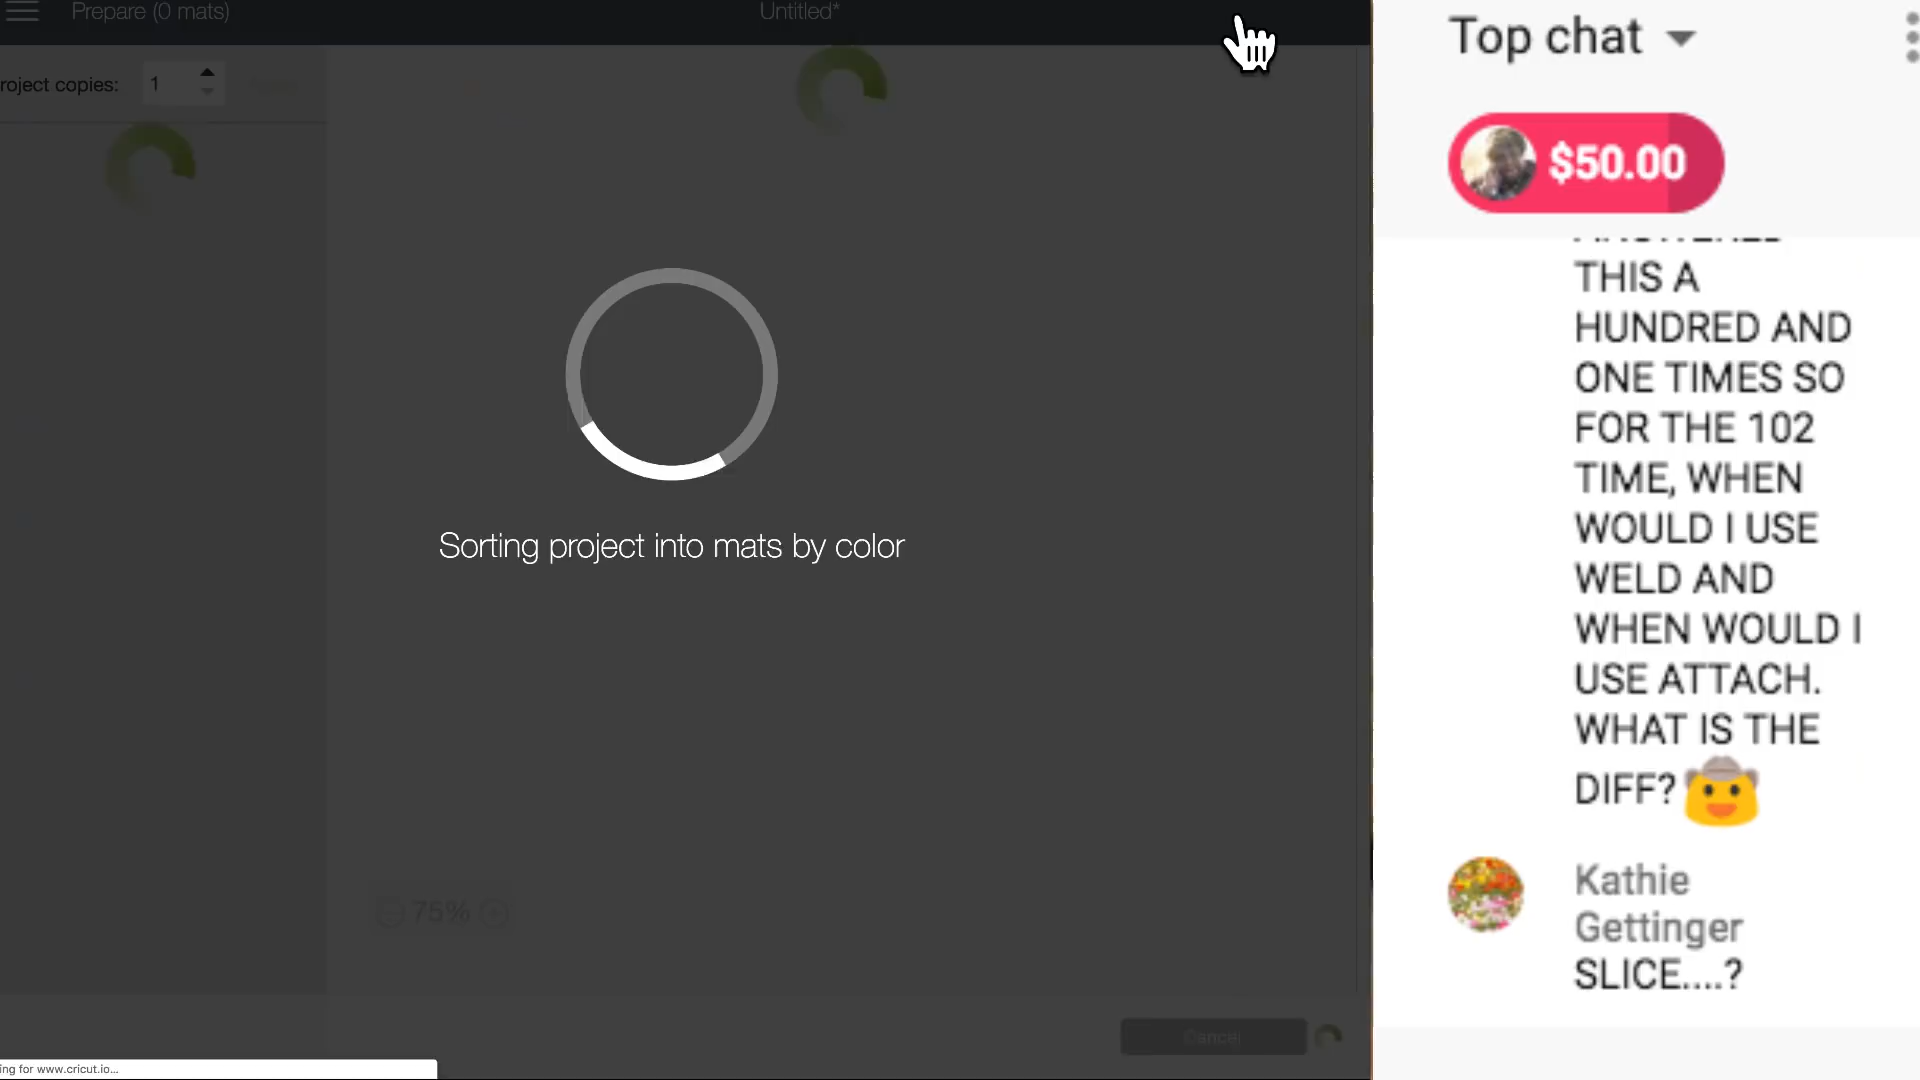 Prepare (0 mats)
Untitled*
roject copies: 1
Sorting project into mats by color
75%
Cancel
ing for www.cricut.io...
Top chat
$50.00
THIS A
HUNDRED AND
ONE TIMES SO
FOR THE 102
TIME, WHEN
WOULD I USE
WELD AND
WHEN WOULD I
USE ATTACH.
WHAT IS THE
DIFF?
Kathie
Gettinger
SLICE....?